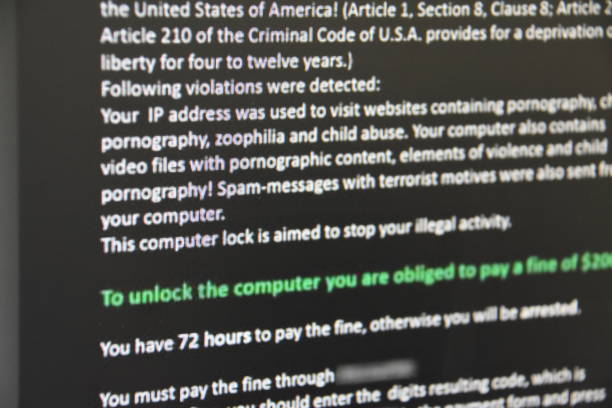 the United States of America! (Article 1, Section 8, Clause 8; Article 2
Article 210 of the Criminal Code of U.S.A. provides for a deprivation o
liberty for four to twelve years.)
Following violations were detected:
Your IP address was used to visit websites containing pornography, c
pornography, zoophilia and child abuse. Your computer also contains
video files with pornographic content, elements of violence and child
pornography! Spam-messages with terrorist motives were also sent fr
your computer.
This computer lock is aimed to stop your illegal activity.
To unlock the computer you are obliged to pay a fine of $20
You have 72 hours to pay the fine, otherwise you will be arrested.
You must pay the fine through
should enter the digits resulting code, which is
payment form and press